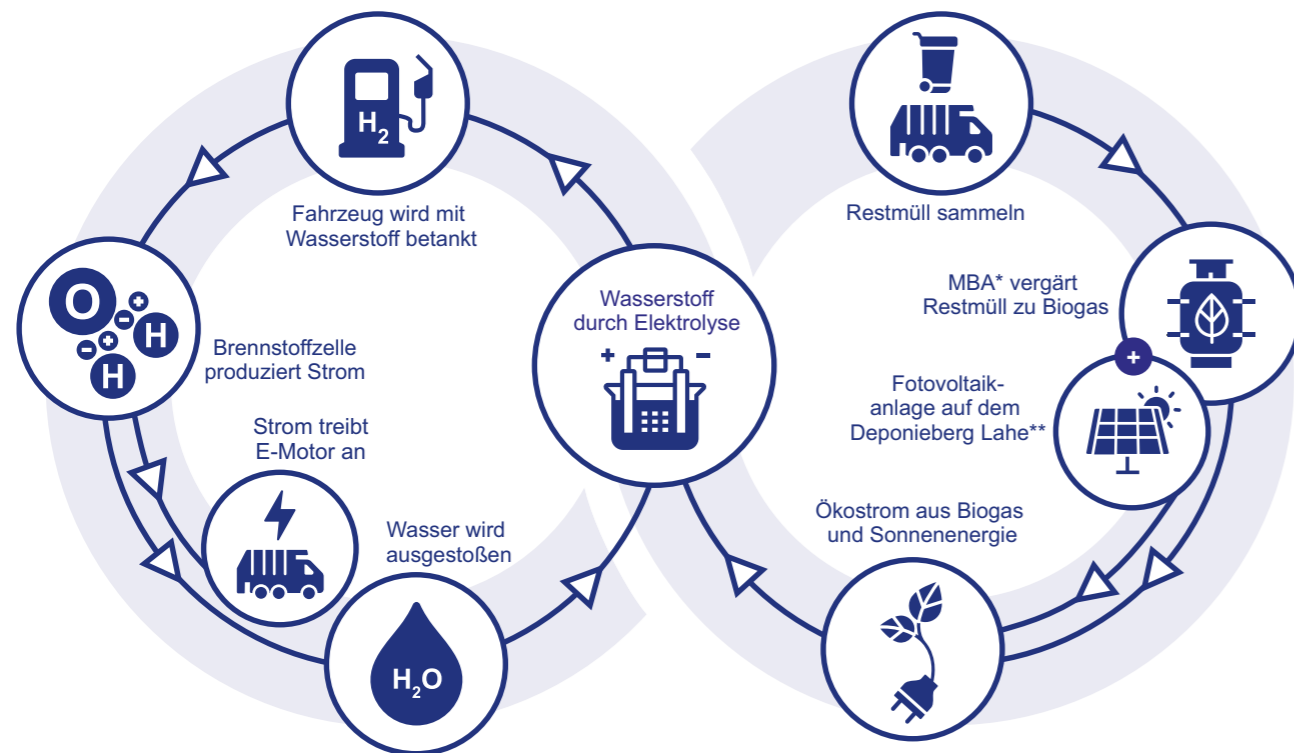 H₂
Fahrzeug wird mit
Wasserstoff betankt
Restmüll sammeln
MBA* vergärt
Restmüll zu Biogas
+
Fotovoltaik-
anlage auf dem
Deponieberg Lahe**
Ökostrom aus Biogas
und Sonnenenergie
Wasserstoff
durch Elektrolyse
+ −
O
H
H
+
−
+
−
Brennstoffzelle
produziert Strom
Strom treibt
E-Motor an
Wasser wird
ausgestoßen
H₂O